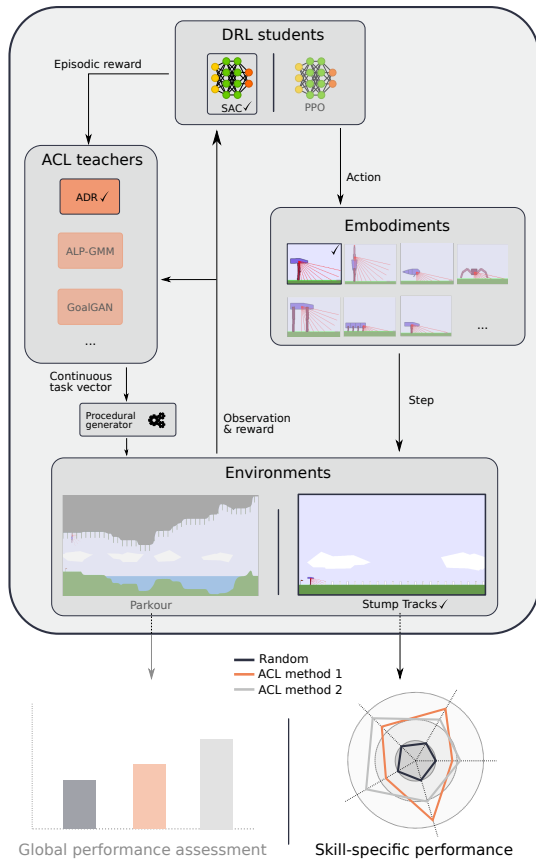 DRL students
Episodic reward
SAC✓
PPO
ACL teachers
ADR ✓
ALP-GMM
GoalGAN
...
Action
Embodiments
✓
...
Continuous
task vector
Procedural
generator
Observation
& reward
Step
Environments
Parkour
Stump Tracks ✓
Random
ACL method 1
ACL method 2
Global performance assessment
Skill-specific performance